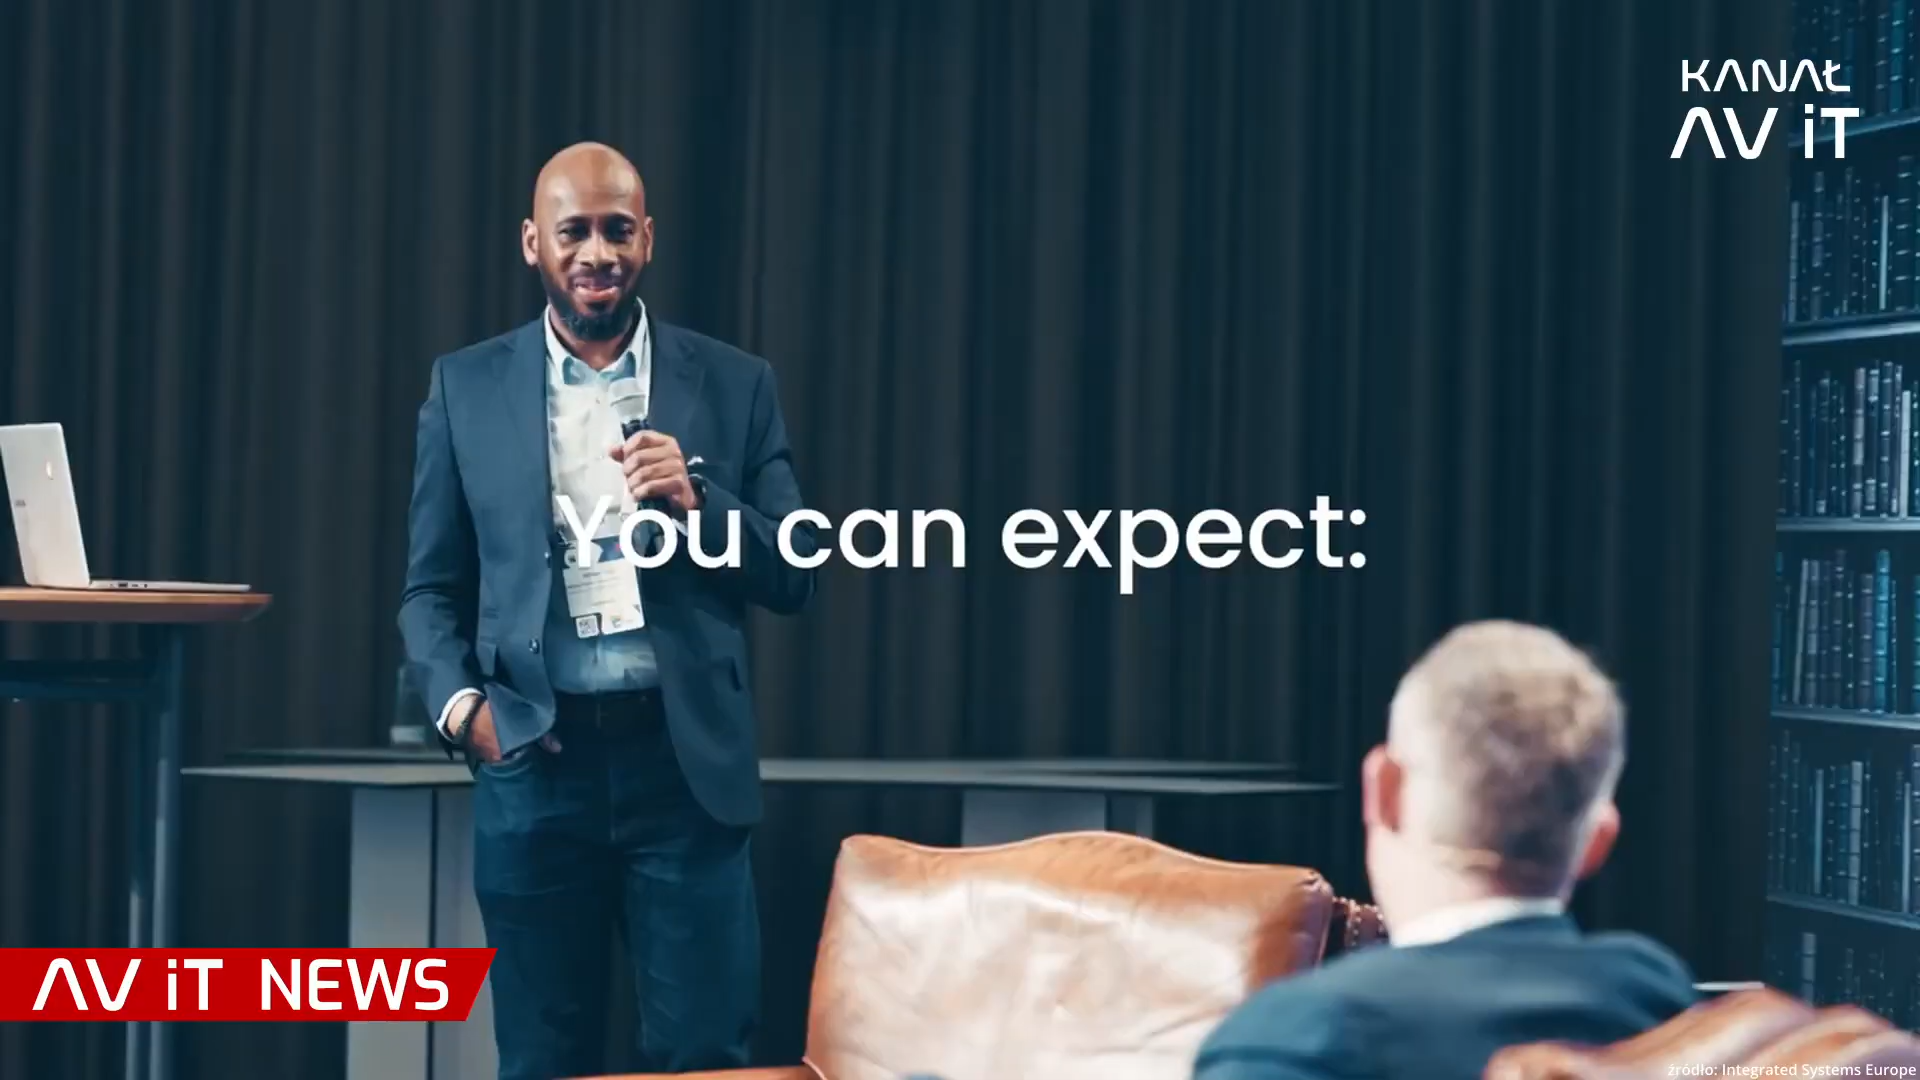 KANAŁ
AV iT
You can expect:
AV iT NEWS
źródło: Integrated Systems Europe